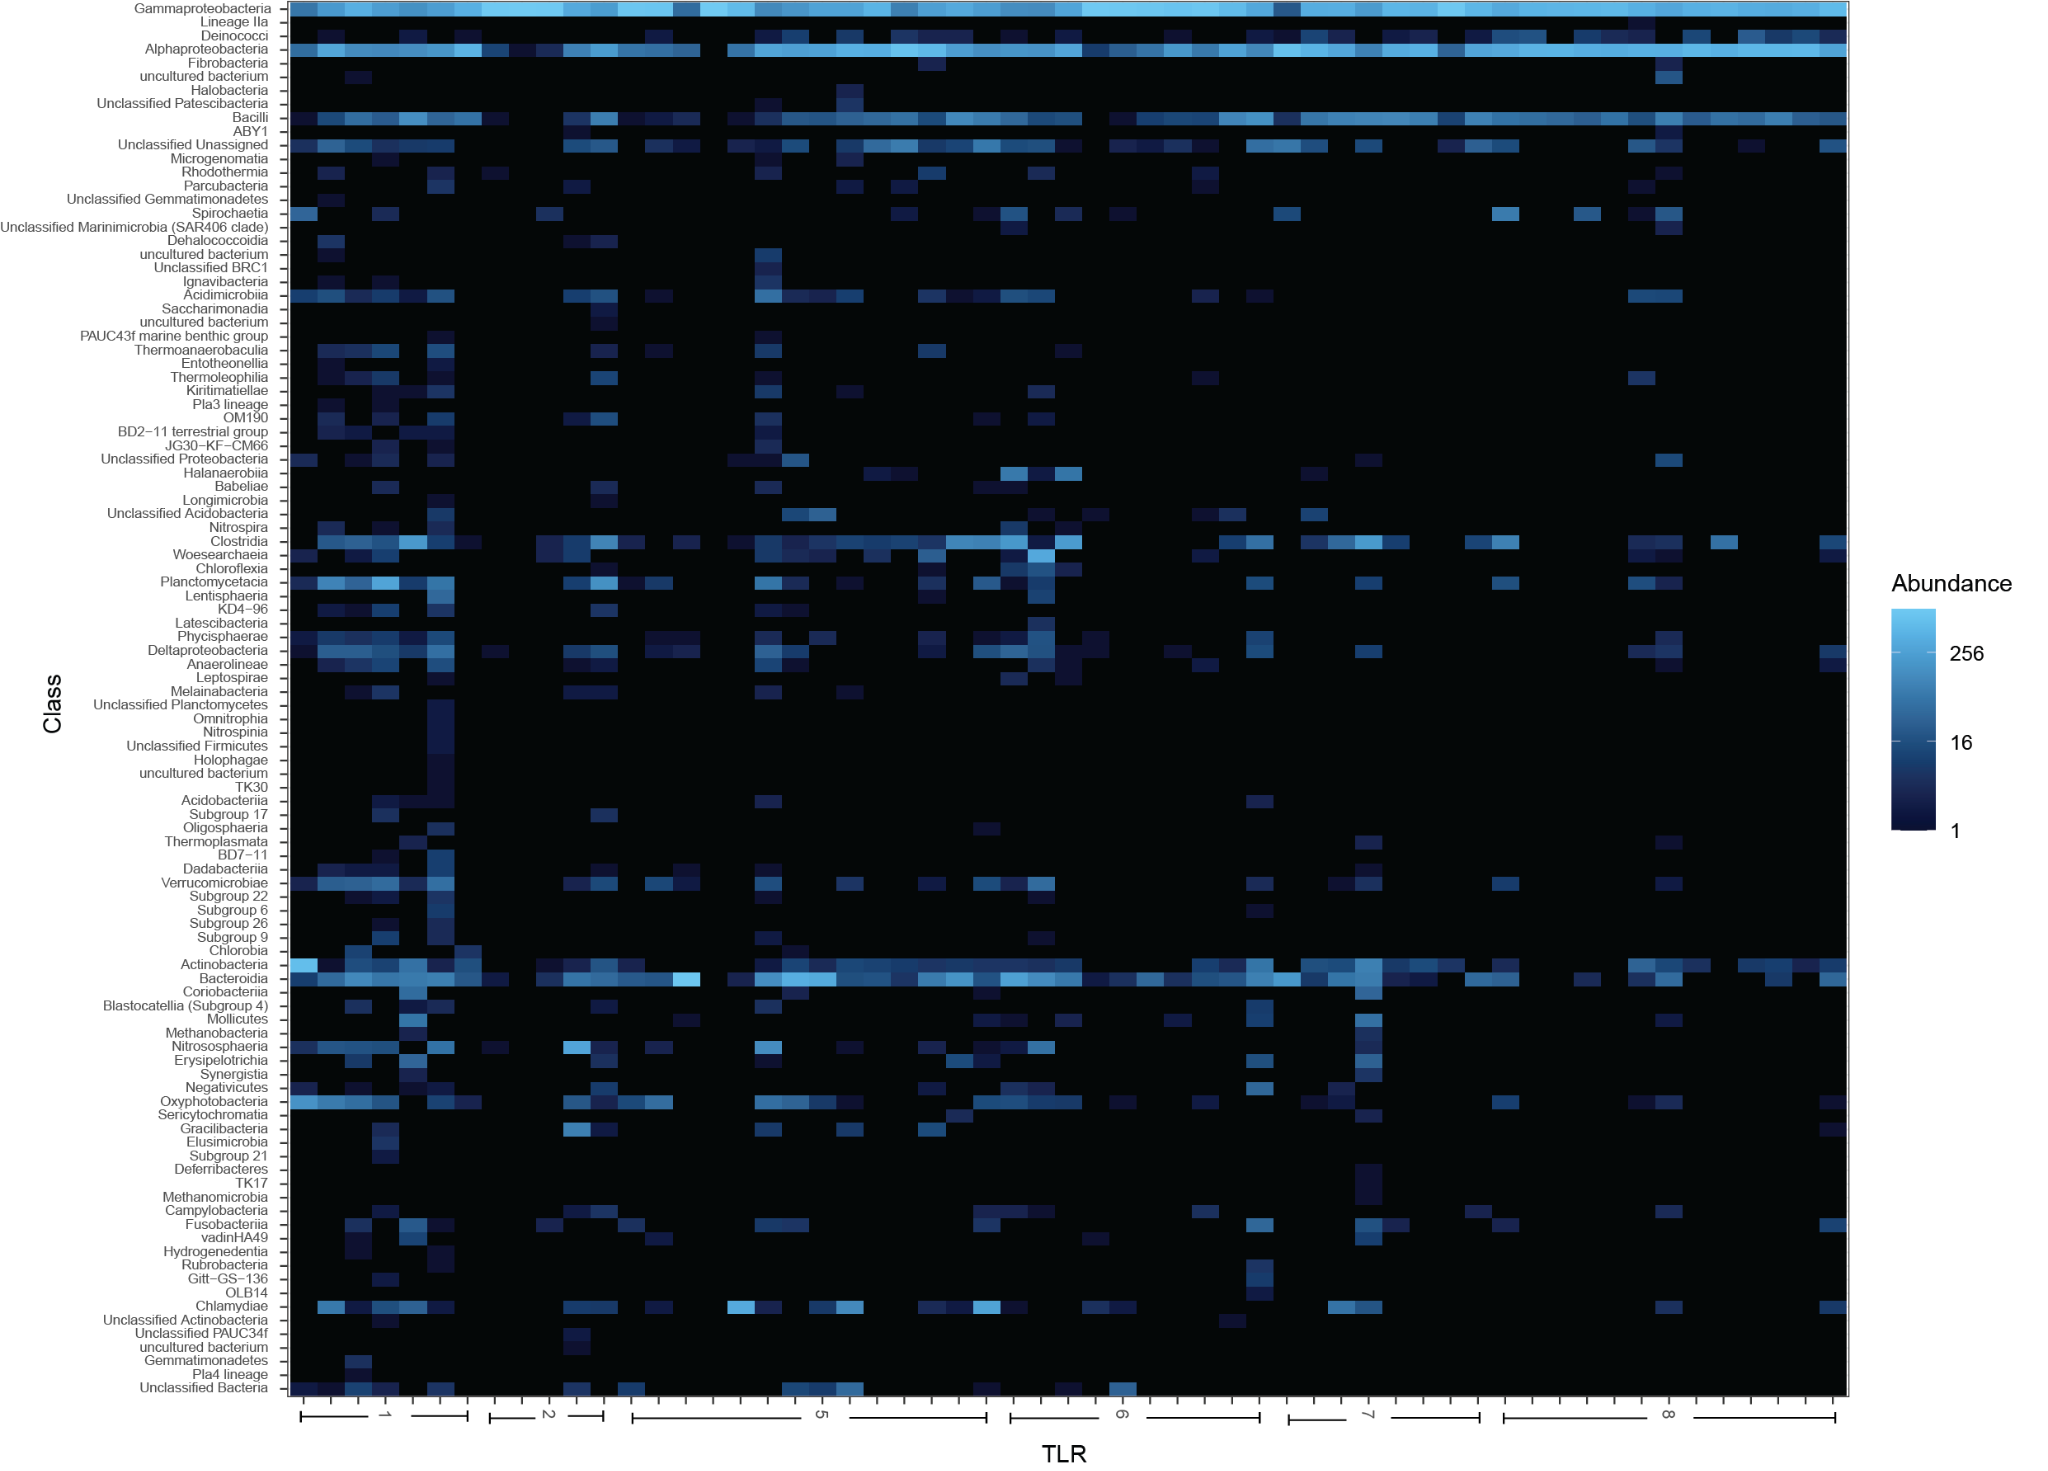 Gammaproteobacteria
Lineage IIa
Deinococci
Alphaproteobacteria
Fibrobacteria
uncultured bacterium
Halobacteria
Unclassified Patescibacteria
Bacilli
ABY1
Unclassified Unassigned
Microgenomatia
Rhodothermia
Parcubacteria
Unclassified Gemmatimonadetes
Spirochaetia
Unclassified Marinimicrobia (SAR406 clade)
Dehalococcoidia
uncultured bacterium
Unclassified BRC1
Ignavibacteria
Acidimicrobiia
Saccharimonadia
uncultured bacterium
PAUC43f marine benthic group
Thermoanaerobaculia
Entotheonellia
Thermoleophilia
Kiritimatiellae
Pla3 lineage
OM190
BD2−11 terrestrial group
JG30−KF−CM66
Unclassified Proteobacteria
Halanaerobiia
Babeliae
Longimicrobia
Unclassified Acidobacteria
Nitrospira
Clostridia
Woesearchaeia
Chloroflexia
Planctomycetacia
Lentisphaeria
KD4−96
Latescibacteria
Phycisphaerae
Deltaproteobacteria
Anaerolineae
Leptospirae
Melainabacteria
Unclassified Planctomycetes
Omnitrophia
Nitrospinia
Unclassified Firmicutes
Holophagae
uncultured bacterium
TK30
Acidobacteriia
Subgroup 17
Oligosphaeria
Thermoplasmata
BD7−11
Dadabacteriia
Verrucomicrobiae
Subgroup 22
Subgroup 6
Subgroup 26
Subgroup 9
Chlorobia
Actinobacteria
Bacteroidia
Coriobacteriia
Blastocatellia (Subgroup 4)
Mollicutes
Methanobacteria
Nitrososphaeria
Erysipelotrichia
Synergistia
Negativicutes
Oxyphotobacteria
Sericytochromatia
Gracilibacteria
Elusimicrobia
Subgroup 21
Deferribacteres
TK17
Methanomicrobia
Campylobacteria
Fusobacteriia
vadinHA49
Hydrogenedentia
Rubrobacteria
Gitt−GS−136
OLB14
Chlamydiae
Unclassified Actinobacteria
Unclassified PAUC34f
uncultured bacterium
Gemmatimonadetes
Pla4 lineage
Unclassified Bacteria
Class
1 2 5 6 7 8
TLR
Abundance
256
16
1